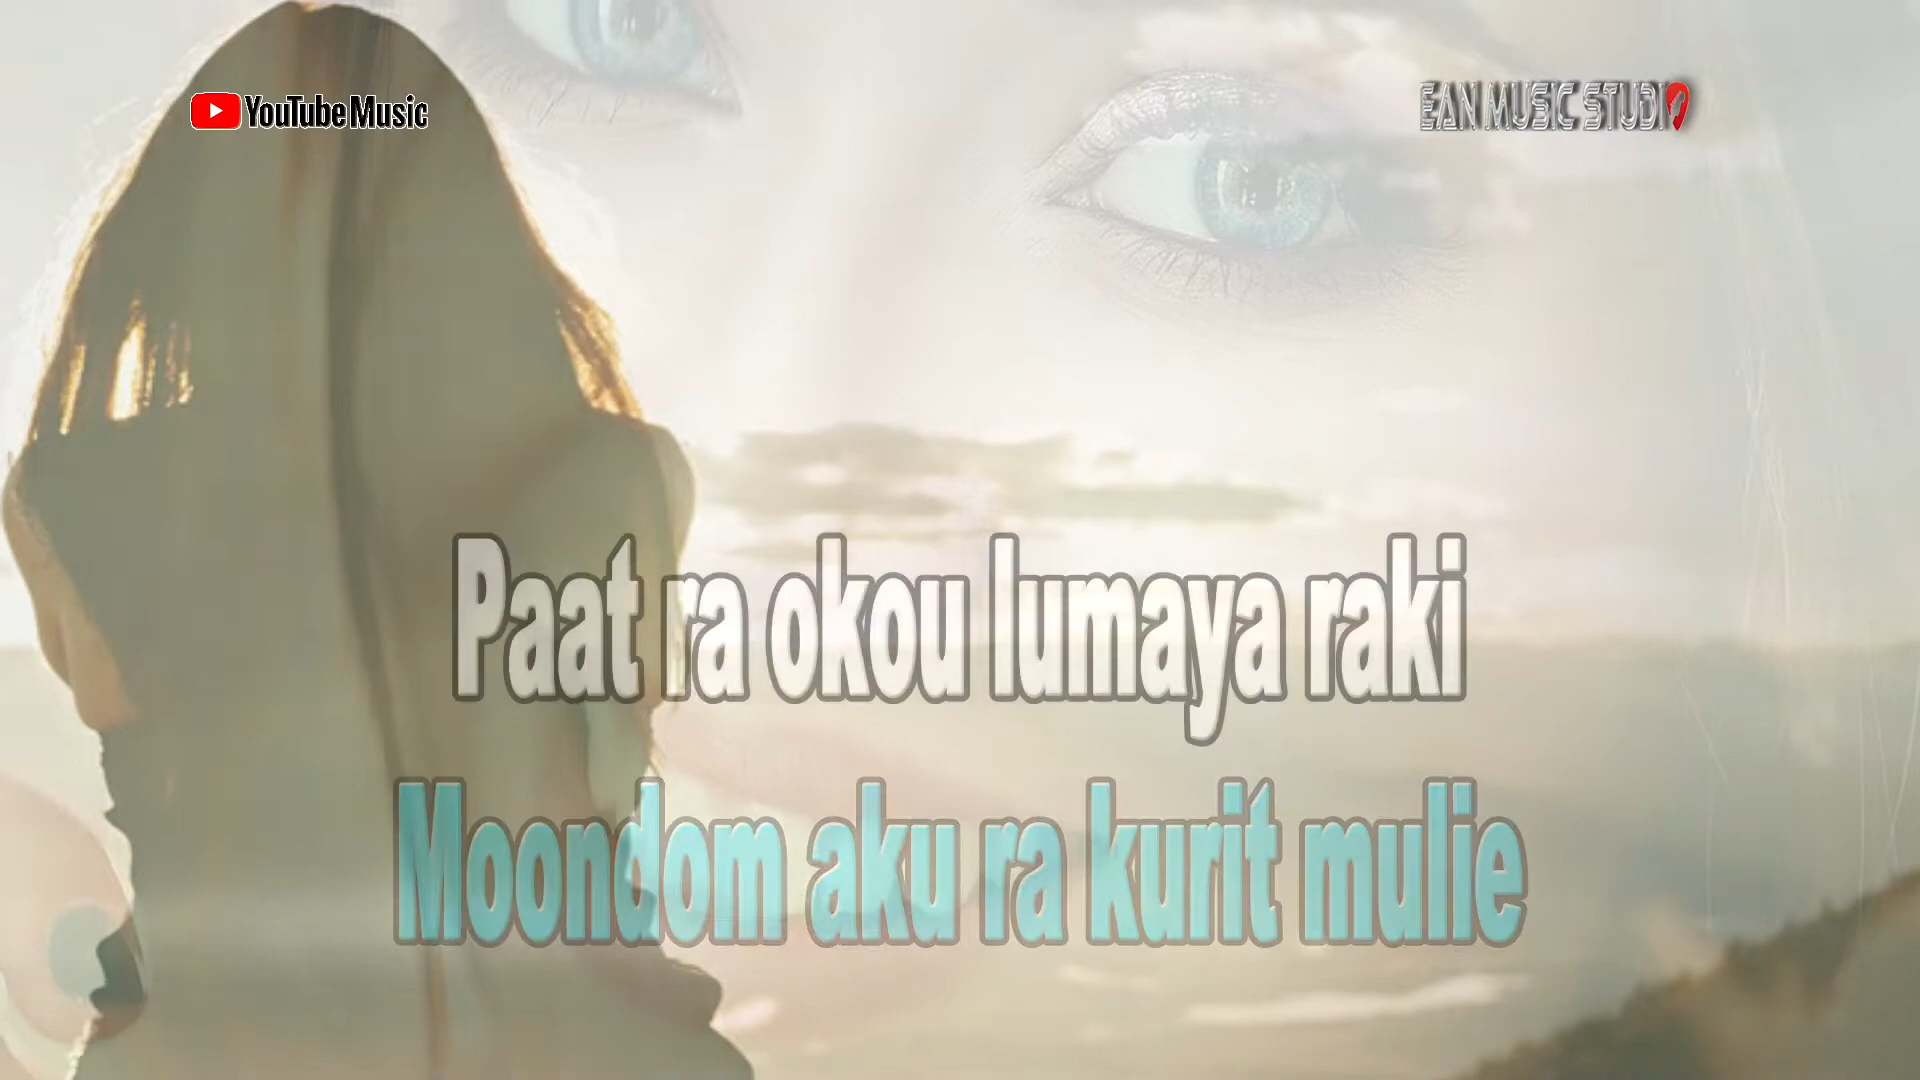 YouTube Music
EAN MUSIC STUDIO
Paat ra okou lumaya raki
Moondom aku ra kurit mulie